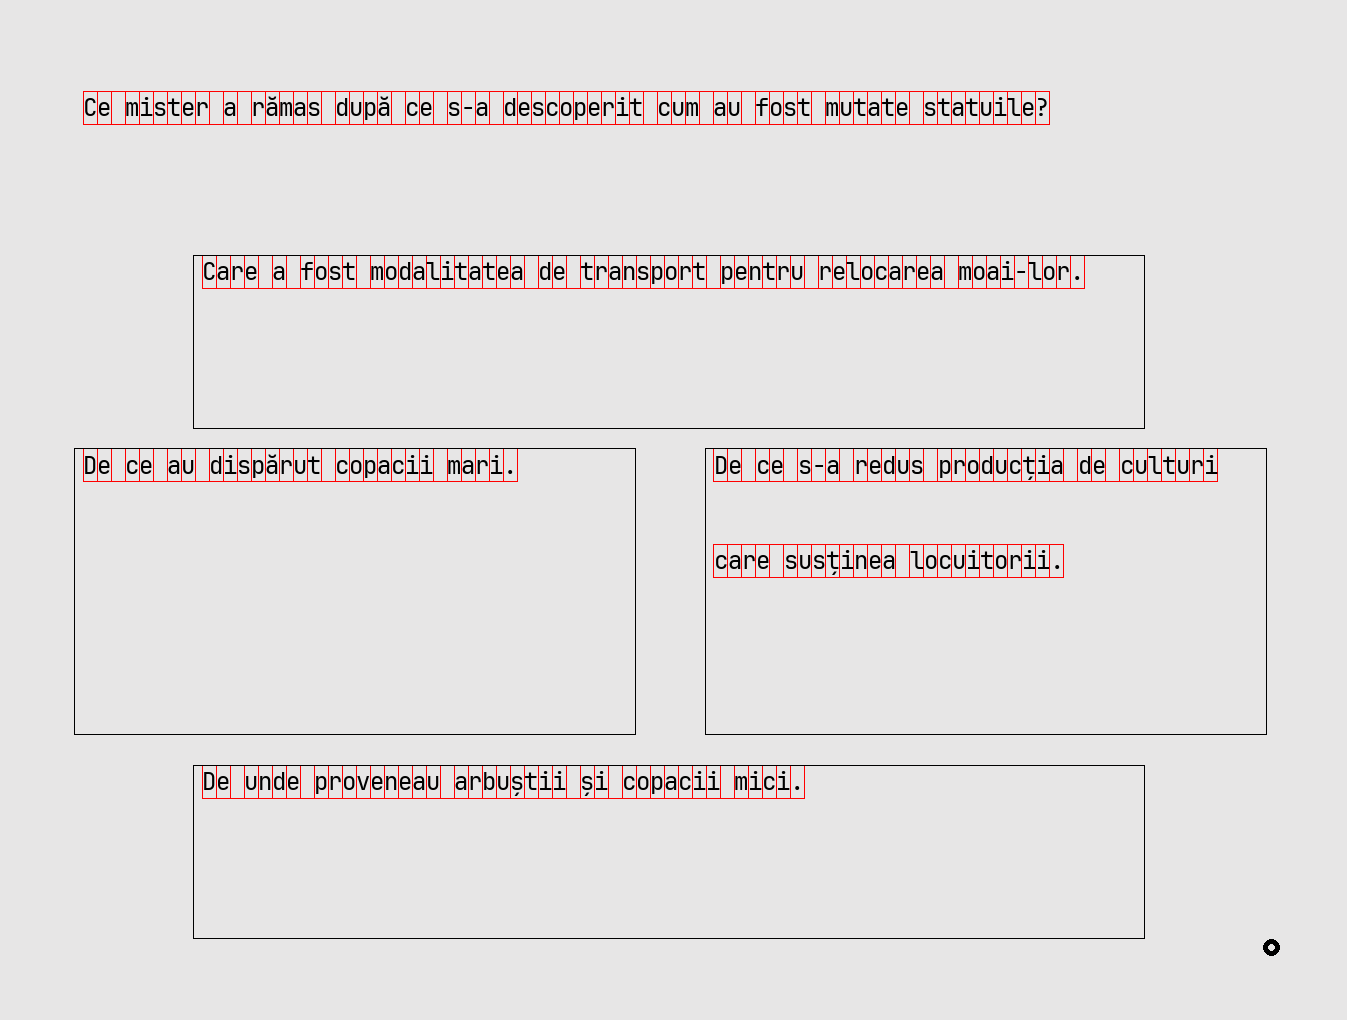 Ce mister a rămas după ce s-a descoperit cum au fost mutate statuile?
Care a fost modalitatea de transport pentru relocarea moai-lor.
De ce au dispărut copacii mari.
De ce s-a redus producția de culturi
care susținea locuitorii.
De unde proveneau arbuștii și copacii mici.